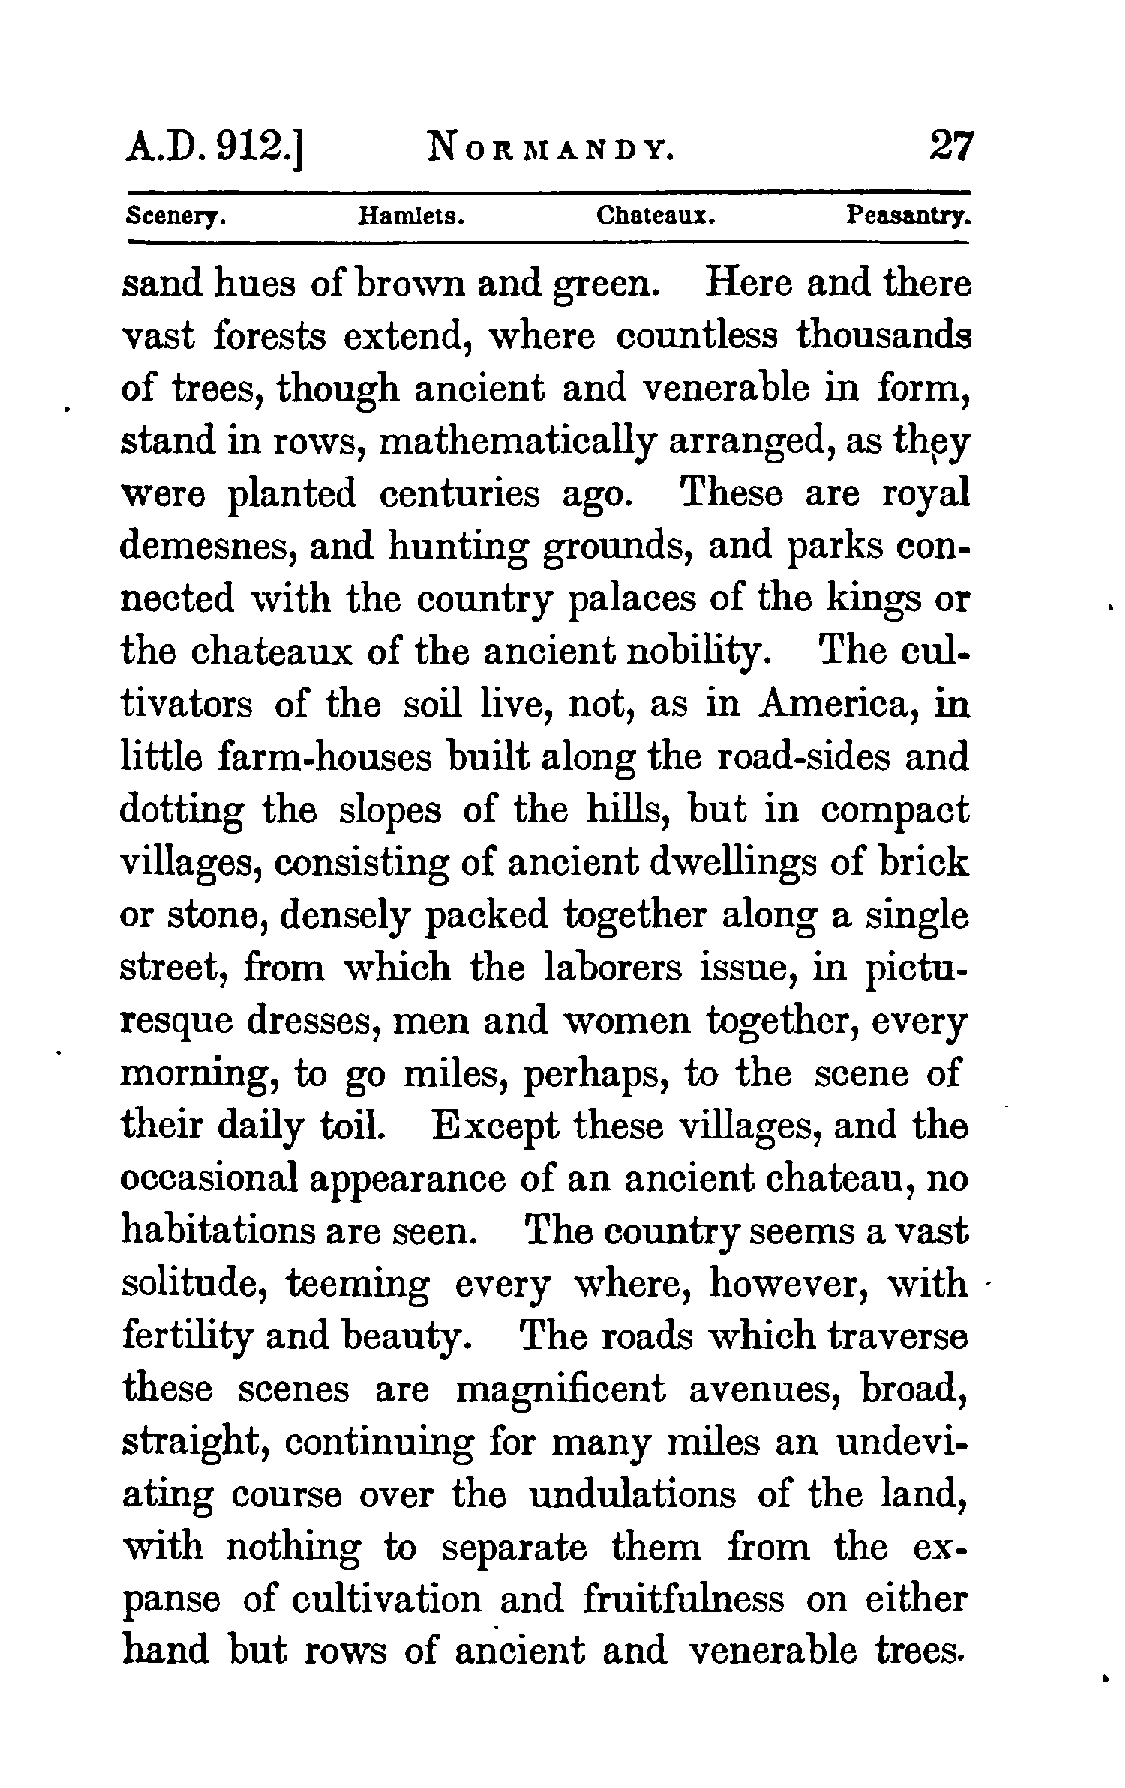 A.D. 912.] NORMANDY. 27
Scenery. Hamlets. Chateaux. Peasantry.
sand hues of brown and green. Here and there
vast forests extend, where countless thousands
of trees, though ancient and venerable in form,
stand in rows, mathematically arranged, as they
were planted centuries ago. These are royal
demesnes, and hunting grounds, and parks con-
nected with the country palaces of the kings or
the chateaux of the ancient nobility. The cul-
tivators of the soil live, not, as in America, in
little farm-houses built along the road-sides and
dotting the slopes of the hills, but in compact
villages, consisting of ancient dwellings of brick
or stone, densely packed together along a single
street, from which the laborers issue, in pictu-
resque dresses, men and women together, every
morning, to go miles, perhaps, to the scene of
their daily toil. Except these villages, and the
occasional appearance of an ancient chateau, no
habitations are seen. The country seems a vast
solitude, teeming every where, however, with
fertility and beauty. The roads which traverse
these scenes are magnificent avenues, broad,
straight, continuing for many miles an undevi-
ating course over the undulations of the land,
with nothing to separate them from the ex-
panse of cultivation and fruitfulness on either
hand but rows of ancient and venerable trees.